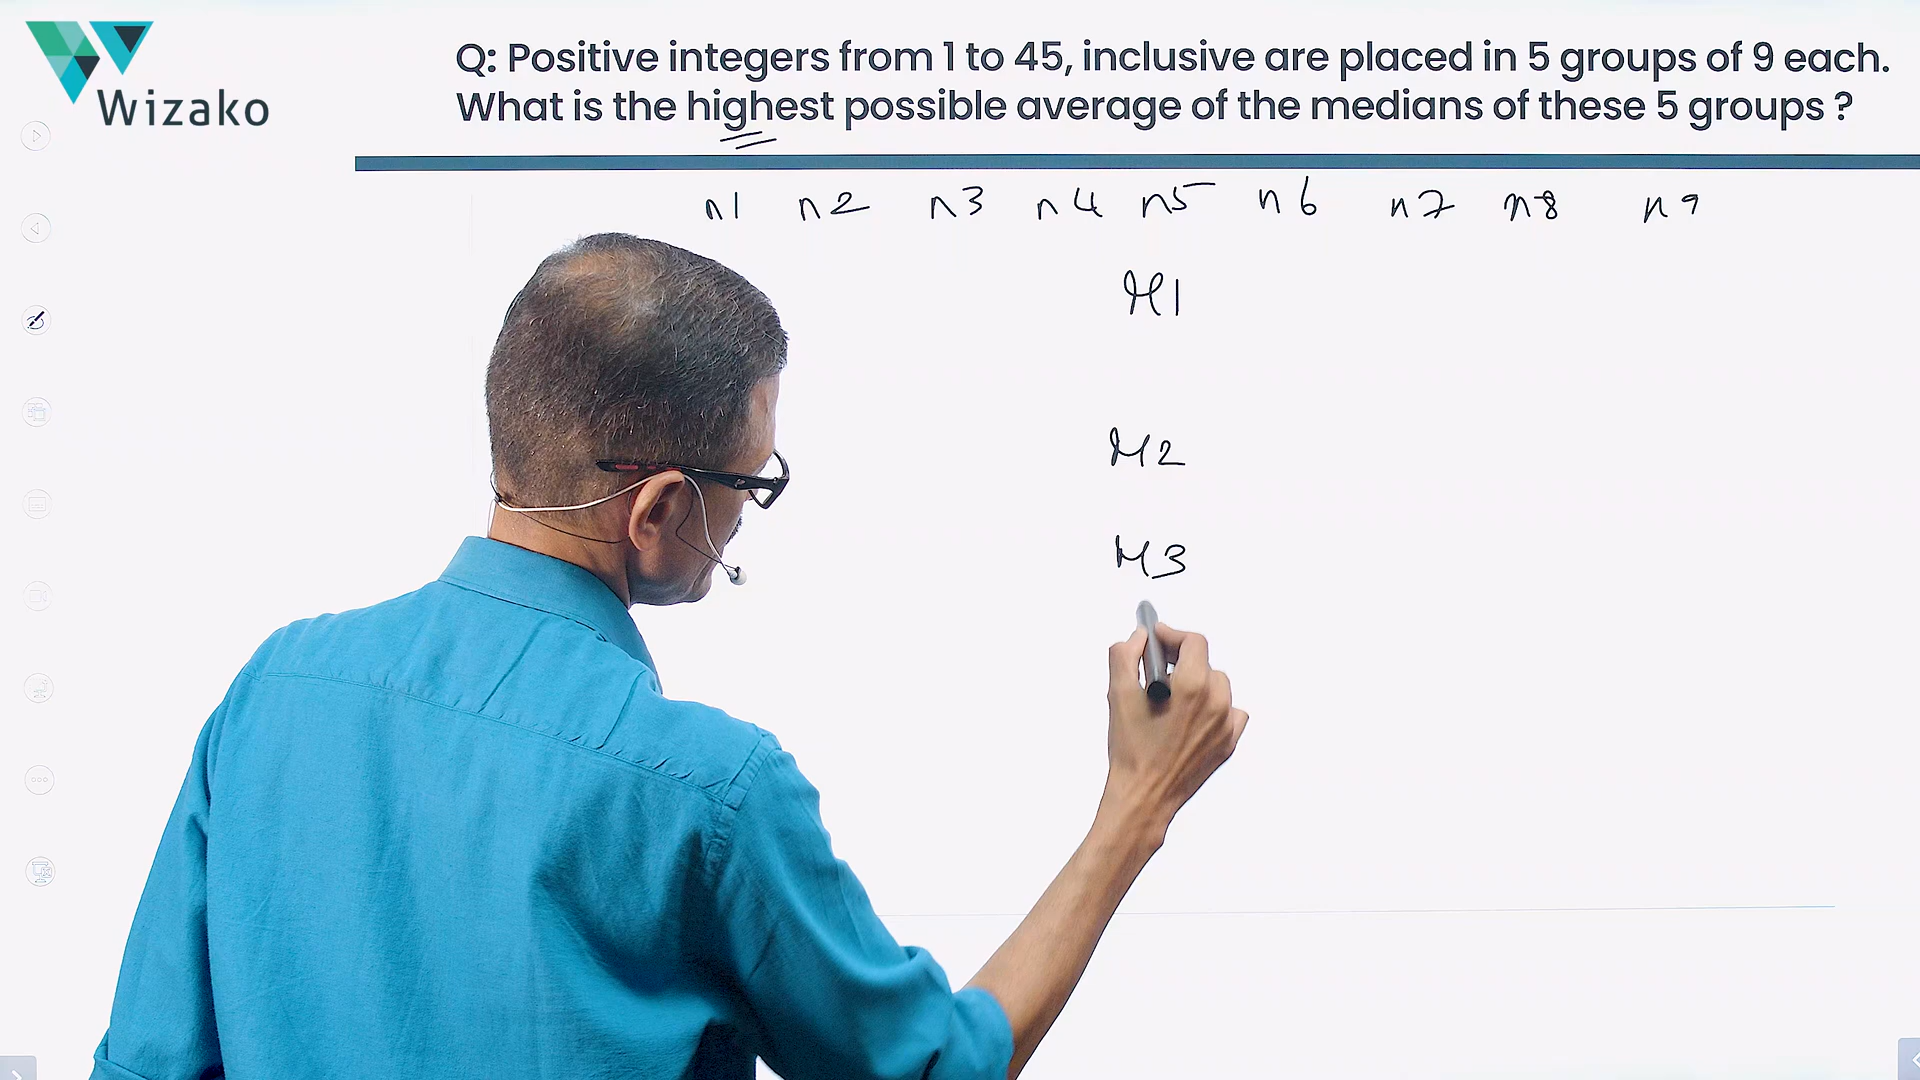 Wizako
Q: Positive integers from 1 to 45, inclusive are placed in 5 groups of 9 each.
What is the highest possible average of the medians of these 5 groups ?
n1 n2 n3 n4 n5 n6 n7 n8 n9
M1
M2
M3